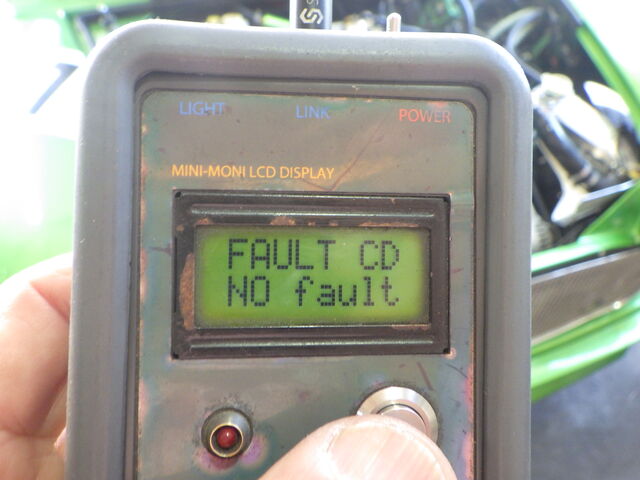 LIGHT LINK POWER
MINI-MONI LCD DISPLAY
FAULT CD
NO fault